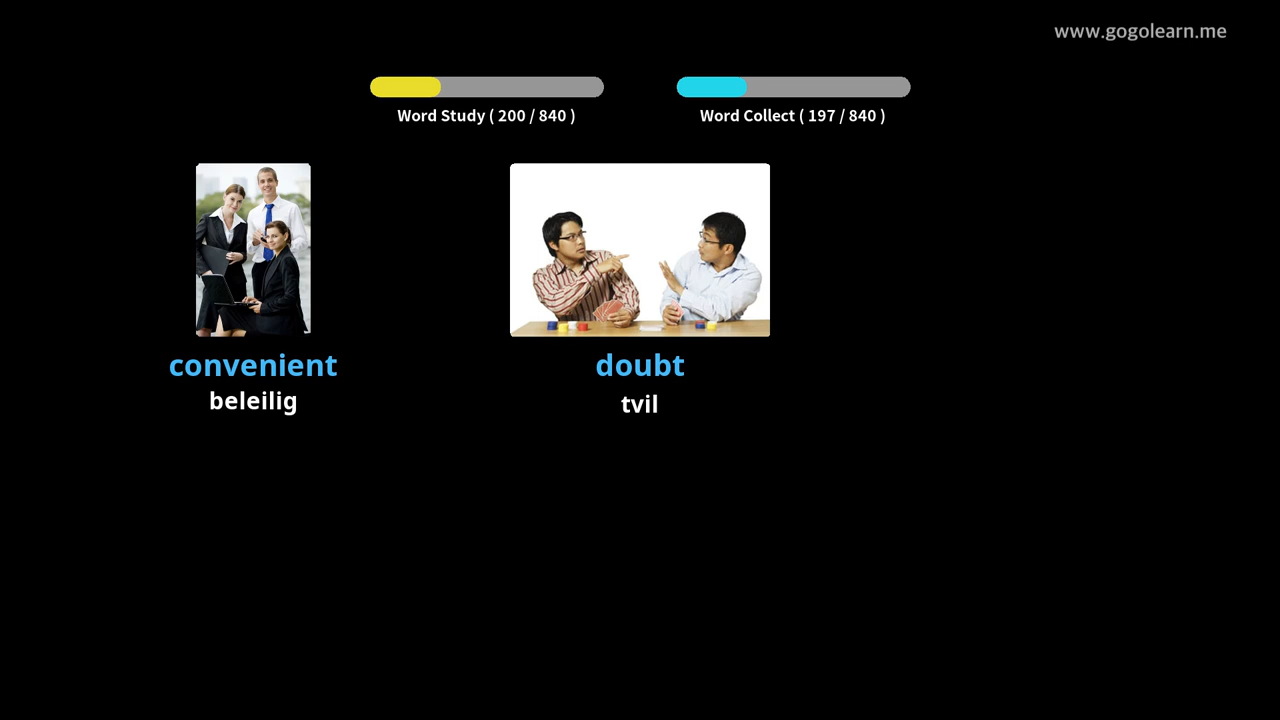 www.gogolearn.me
Word Study ( 200 / 840 )
Word Collect ( 197 / 840 )
convenient
beleilig
doubt
tvil